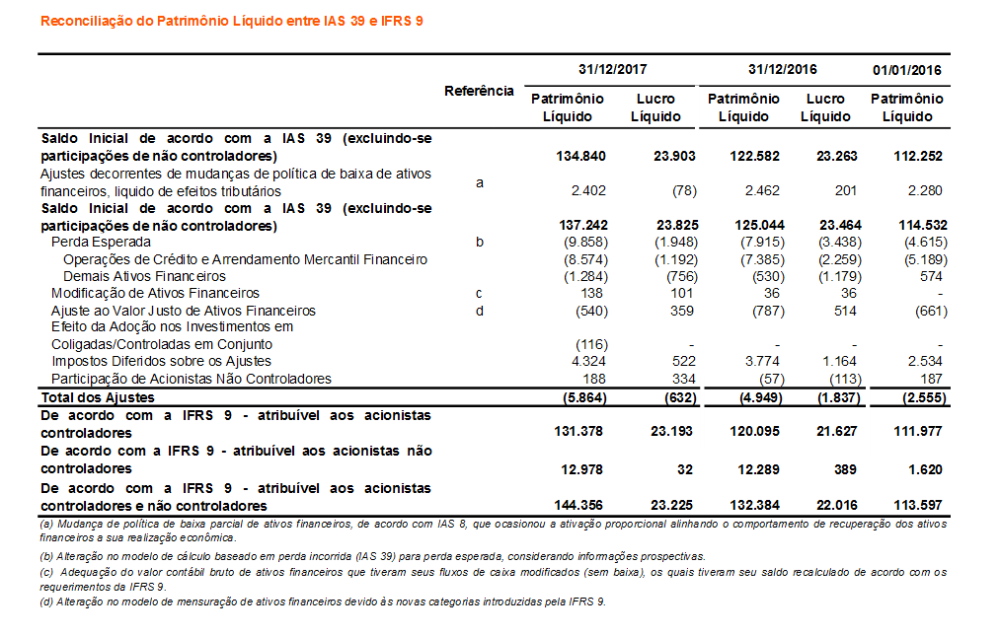 Reconciliação do Patrimônio Líquido entre IAS 39 e IFRS 9
31/12/2017 31/12/2016 01/01/2016
Referência
Patrimônio Líquido Lucro Líquido Patrimônio Líquido Lucro Líquido Patrimônio Líquido
Saldo Inicial de acordo com a IAS 39 (excluindo-se
participações de não controladores) 134.840 23.903 122.582 23.263 112.252
Ajustes decorrentes de mudanças de política de baixa de ativos
financeiros, liquido de efeitos tributários a 2.402 (78) 2.462 201 2.280
Saldo Inicial de acordo com a IAS 39 (excluindo-se
participações de não controladores) 137.242 23.825 125.044 23.464 114.532
Perda Esperada b (9.858) (1.948) (7.915) (3.438) (4.615)
Operações de Crédito e Arrendamento Mercantil Financeiro (8.574) (1.192) (7.385) (2.259) (5.189)
Demais Ativos Financeiros (1.284) (756) (530) (1.179) 574
Modificação de Ativos Financeiros c 138 101 36 36 -
Ajuste ao Valor Justo de Ativos Financeiros d (540) 359 (787) 514 (661)
Efeito da Adoção nos Investimentos em
Coligadas/Controladas em Conjunto (116) - - - -
Impostos Diferidos sobre os Ajustes 4.324 522 3.774 1.164 2.534
Participação de Acionistas Não Controladores 188 334 (57) (113) 187
Total dos Ajustes (5.864) (632) (4.949) (1.837) (2.555)
De acordo com a IFRS 9 - atribuível aos acionistas
controladores 131.378 23.193 120.095 21.627 111.977
De acordo com a IFRS 9 - atribuível aos acionistas não
controladores 12.978 32 12.289 389 1.620
De acordo com a IFRS 9 - atribuível aos acionistas
controladores e não controladores 144.356 23.225 132.384 22.016 113.597
(a) Mudança de política de baixa parcial de ativos financeiros, de acordo com IAS 8, que ocasionou a ativação proporcional alinhando o comportamento de recuperação dos ativos
financeiros a sua realização econômica.
(b) Alteração no modelo de cálculo baseado em perda incorrida (IAS 39) para perda esperada, considerando informações prospectivas.
(c) Adequação do valor contábil bruto de ativos financeiros que tiveram seus fluxos de caixa modificados (sem baixa), os quais tiveram seu saldo recalculado de acordo com os
requerimentos da IFRS 9.
(d) Alteração no modelo de mensuração de ativos financeiros devido às novas categorias introduzidas pela IFRS 9.